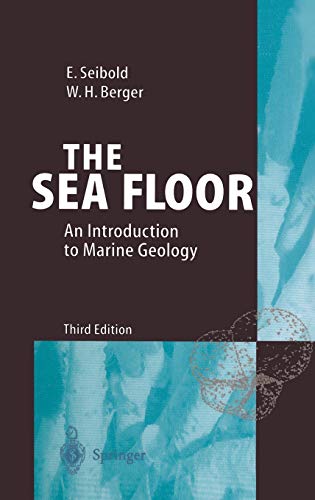 E. Seibold
W. H. Berger
THE
SEA FLOOR
An Introduction
to Marine Geology
Third Edition
Springer